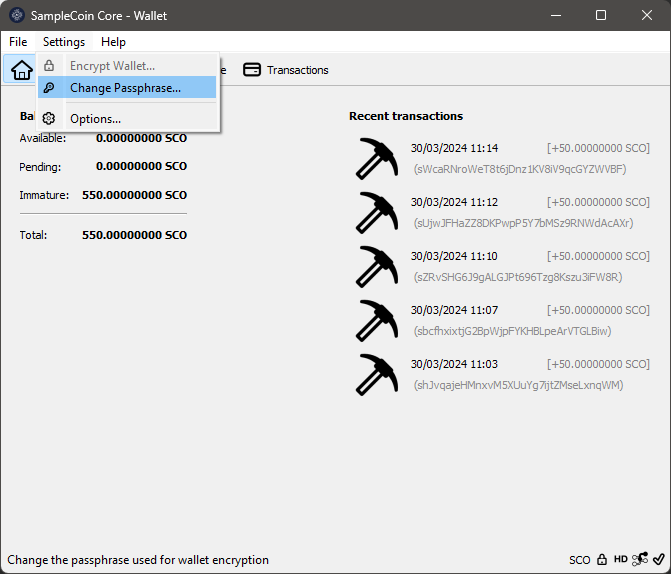 SampleCoin Core - Wallet
File Settings Help
Encrypt Wallet...
Change Passphrase...
Options...
Transactions
Available: 0.00000000 SCO
Pending: 0.00000000 SCO
Immature: 550.00000000 SCO
Total: 550.00000000 SCO
Recent transactions
30/03/2024 11:14 [+50.00000000 SCO]
(sWcaRNroWeT8t6jDnz1KV8iV9qcGYZWVBF)
30/03/2024 11:12 [+50.00000000 SCO]
(sUjwJFHaZZ8DKPwpP5Y7bMSz9RNWdAcAXr)
30/03/2024 11:10 [+50.00000000 SCO]
(sZRvSHG6J9gALGJPt696Tzg8Kszu3iFW8R)
30/03/2024 11:07 [+50.00000000 SCO]
(sbcfhxixtjG2BpWjpFYKHBLpeArVTGLBiw)
30/03/2024 11:03 [+50.00000000 SCO]
(shJvqajeHMnxvM5XUuYg7ijtZMseLxnqWM)
Change the passphrase used for wallet encryption
SCO HD